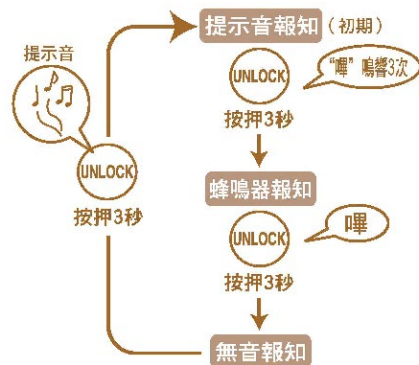 提示音報知（初期）
提示音
UNLOCK
“嗶”鳴響3次
按押3秒
UNLOCK
按押3秒
蜂鳴器報知
UNLOCK
嗶
按押3秒
無音報知